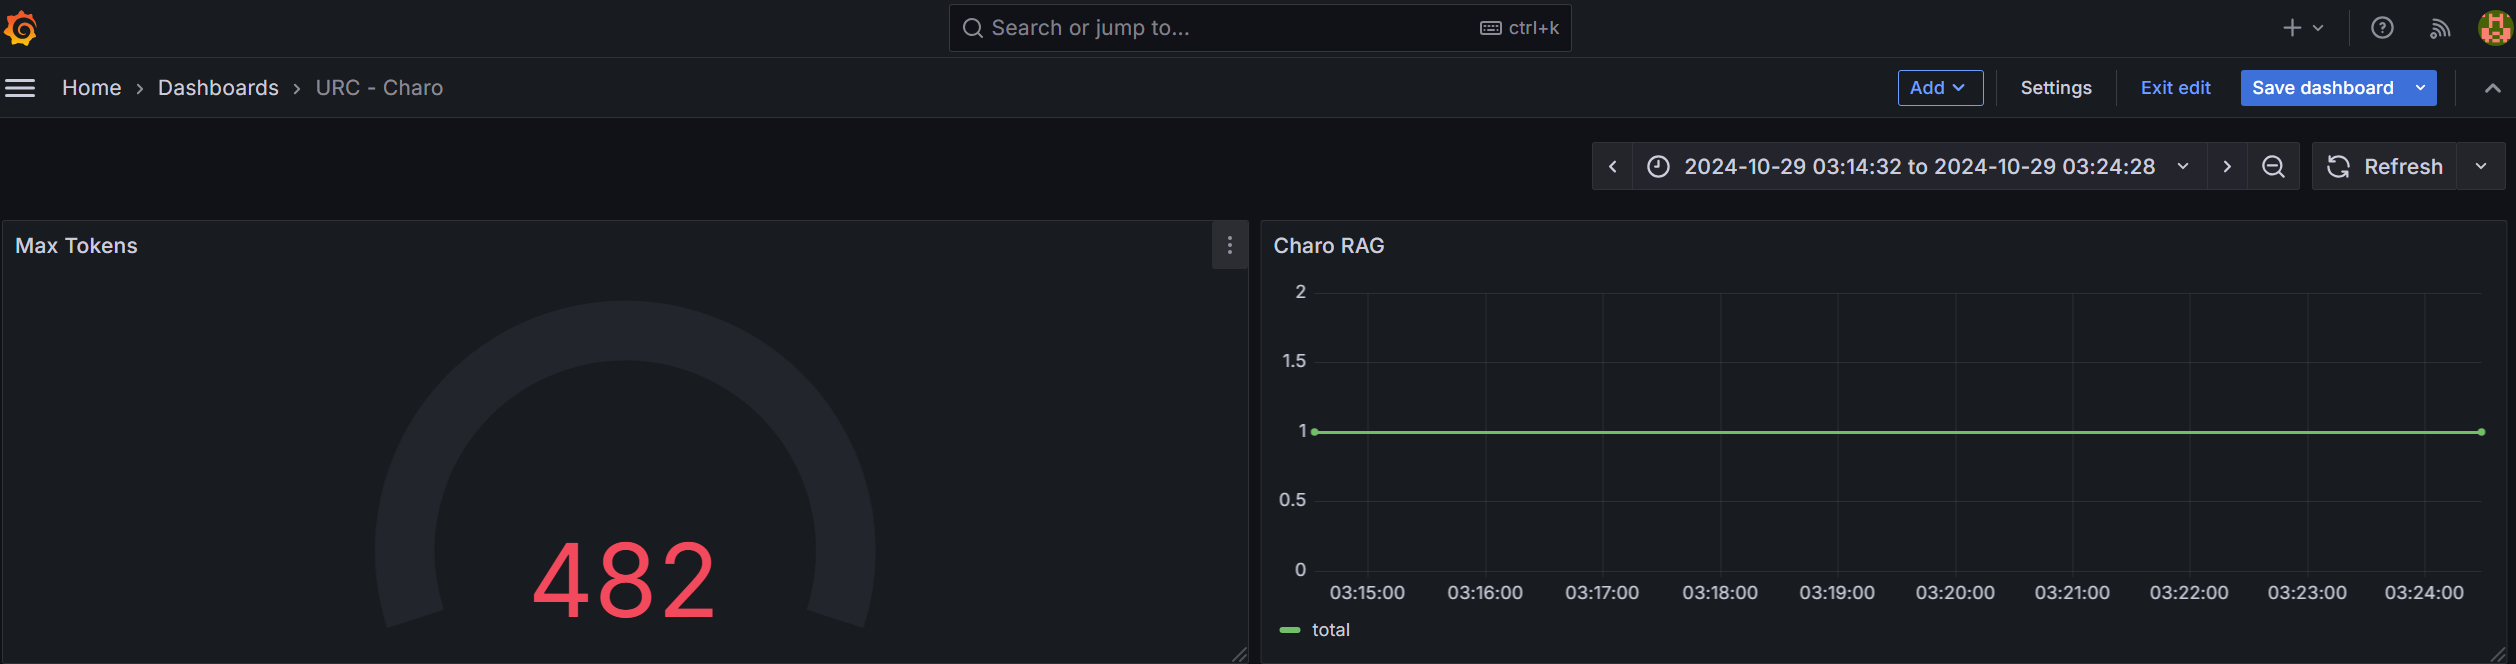 Search or jump to... ctrl+k
Home › Dashboards › URC - Charo
Add Settings Exit edit Save dashboard
2024-10-29 03:14:32 to 2024-10-29 03:24:28 Refresh
Max Tokens
482
Charo RAG
2
1.5
1
0.5
0
03:15:00 03:16:00 03:17:00 03:18:00 03:19:00 03:20:00 03:21:00 03:22:00 03:23:00 03:24:00
total